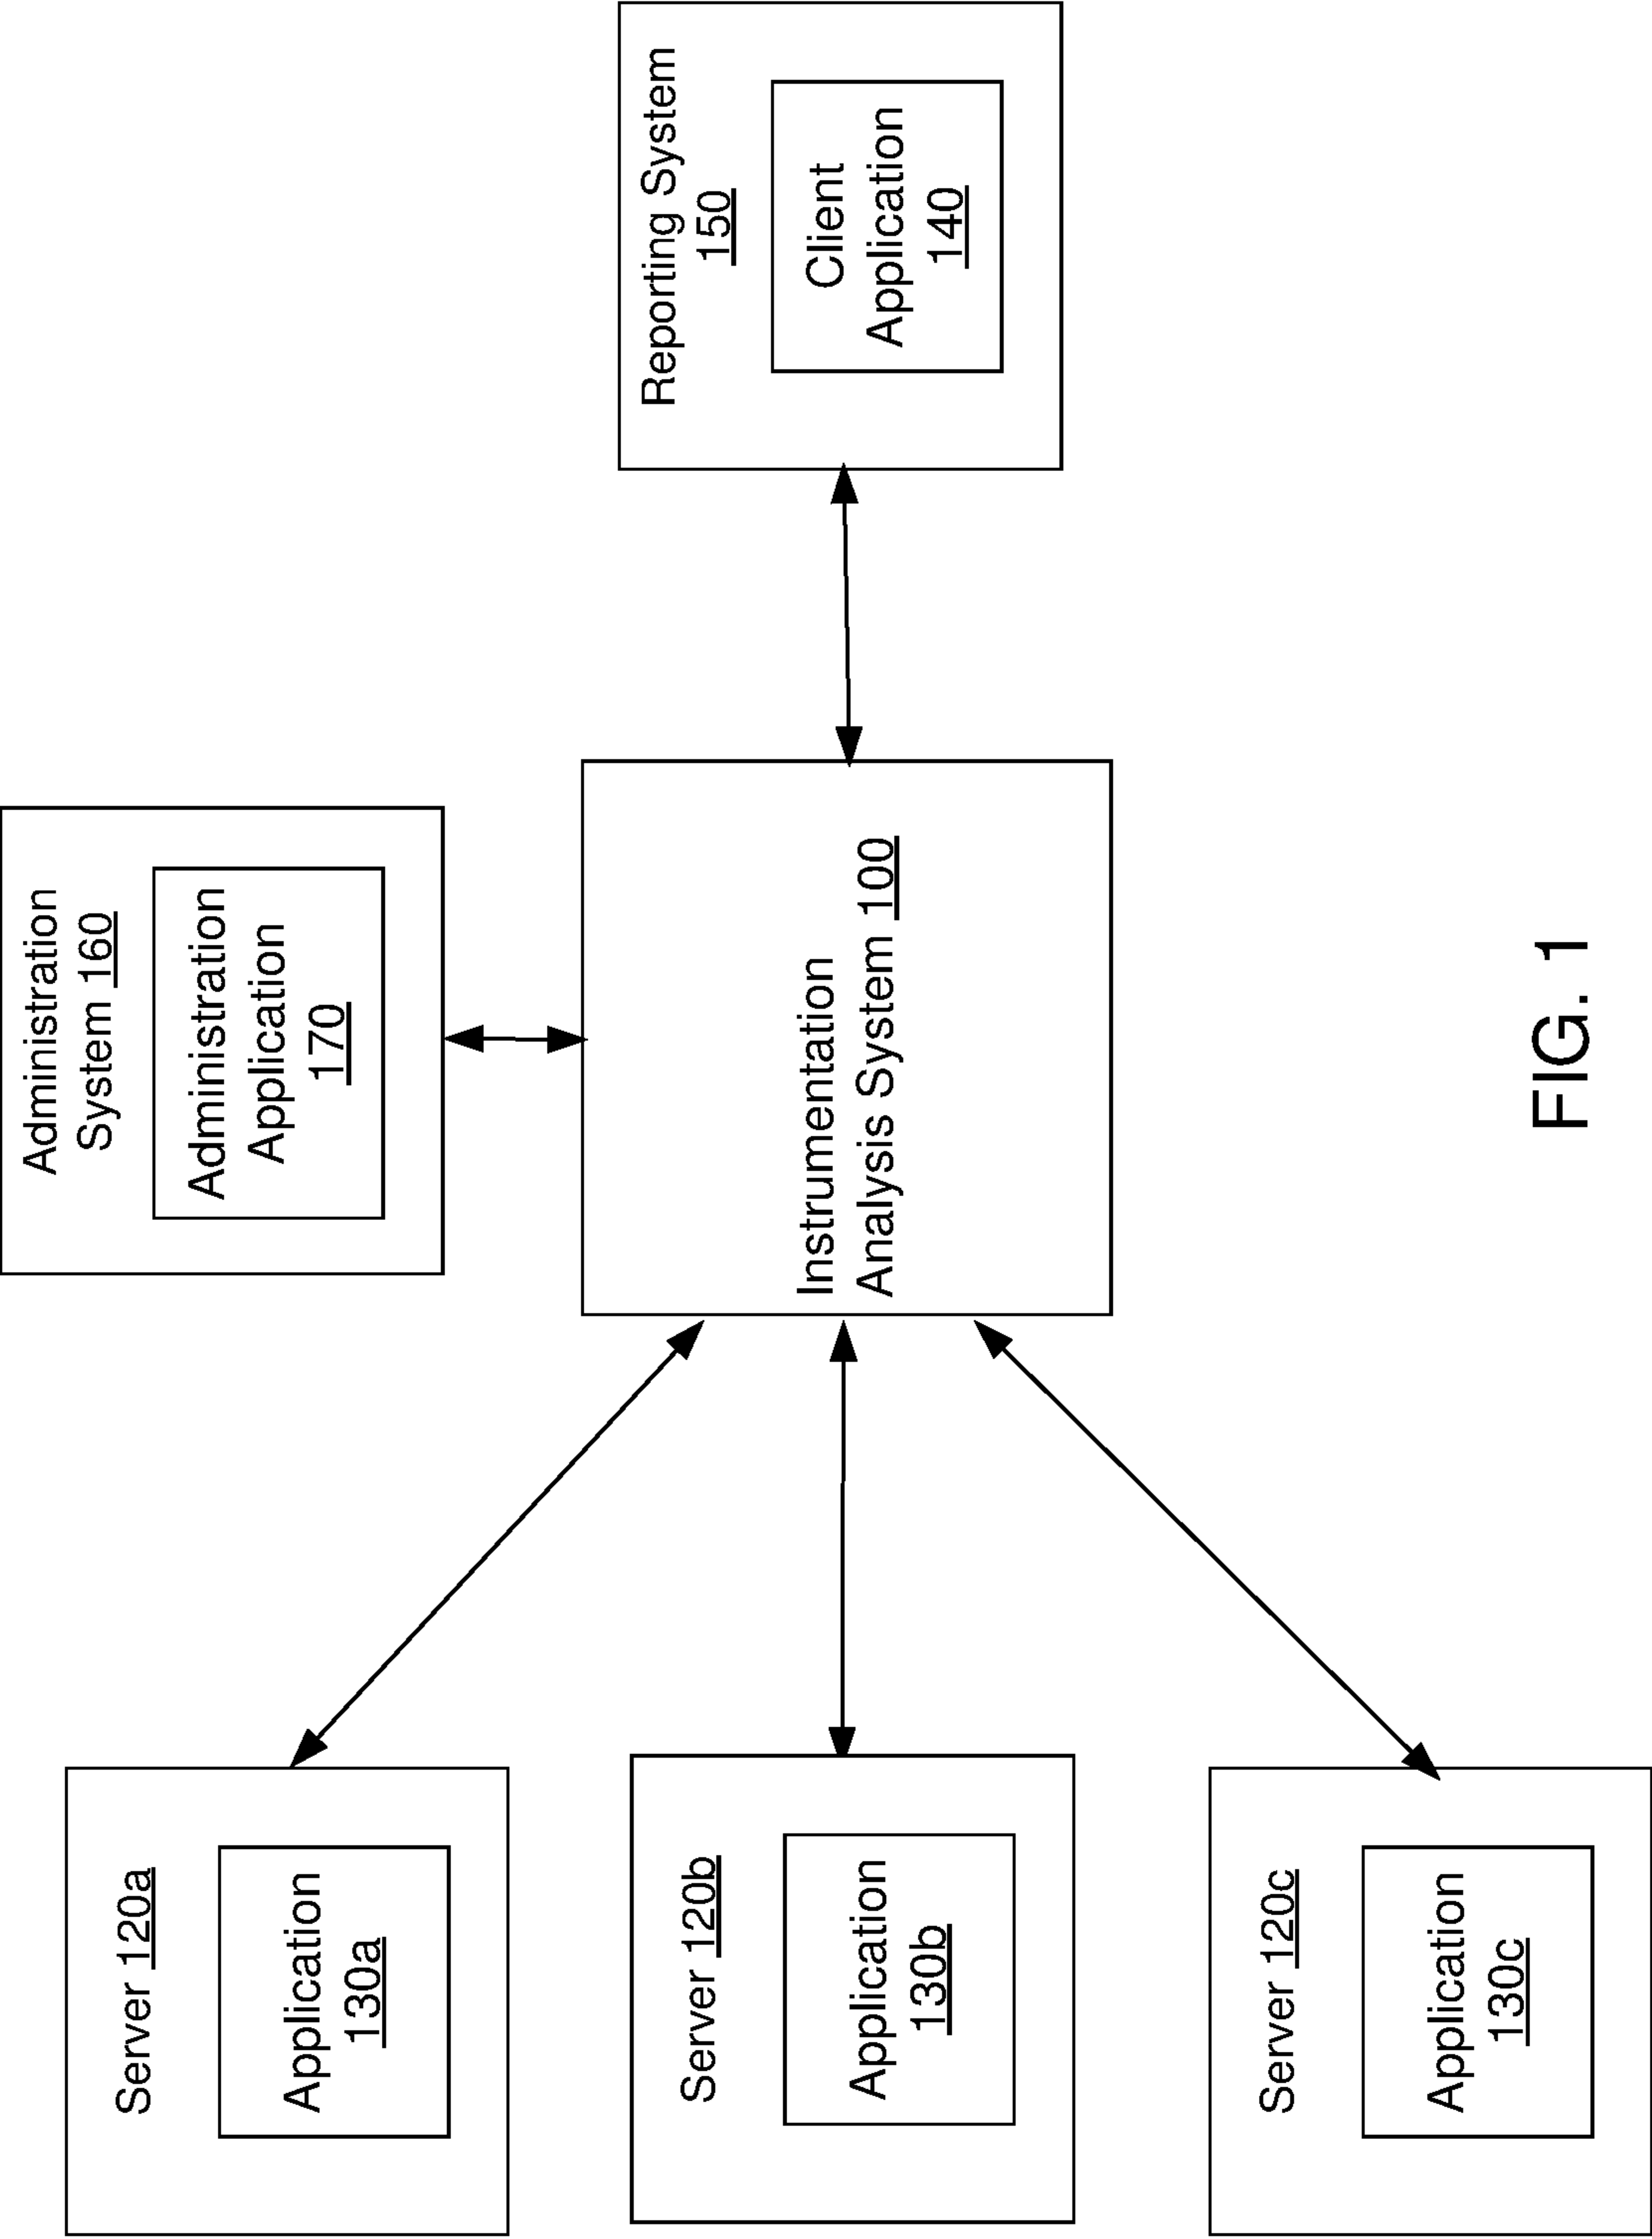 Administration
System 160
Administration
Application
170
Server 120a
Application
130a
Server 120b
Application
130b
Server 120c
Application
130c
Instrumentation
Analysis System 100
Reporting System
150
Client
Application
140
FIG. 1